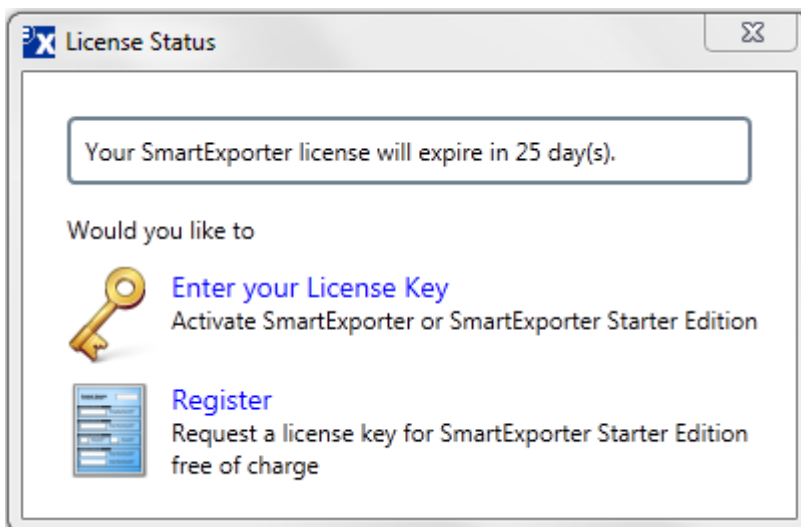 License Status
Your SmartExporter license will expire in 25 day(s).
Would you like to
Enter your License Key
Activate SmartExporter or SmartExporter Starter Edition
Register
Request a license key for SmartExporter Starter Edition
free of charge